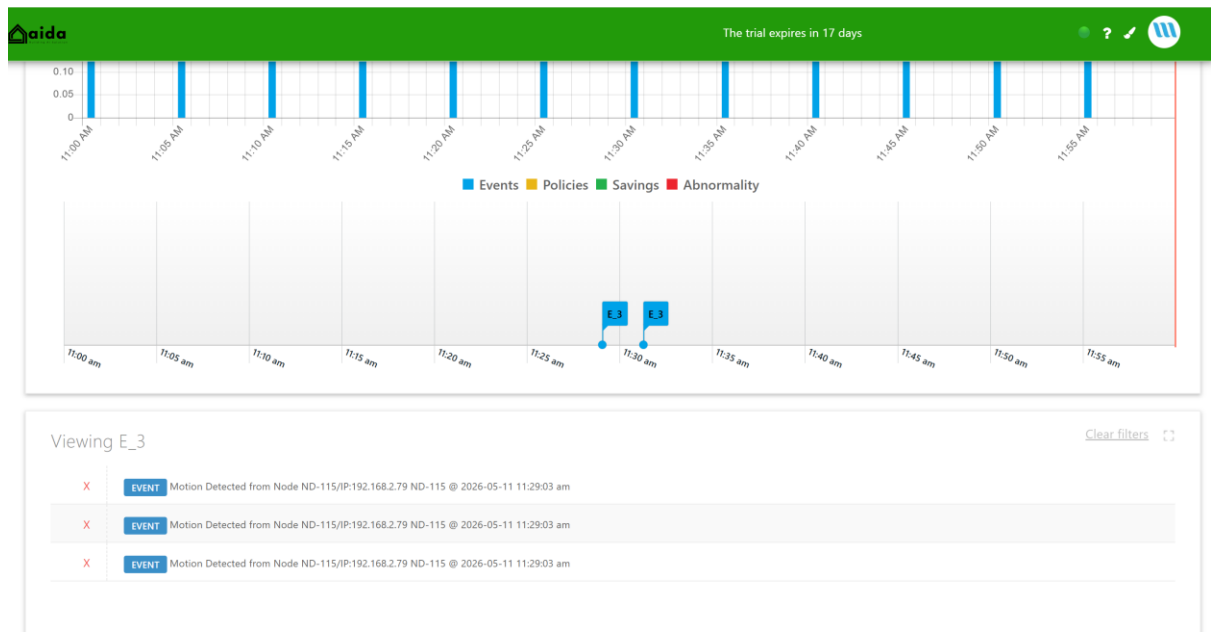 aida
The trial expires in 17 days
?
0.10
0.05
0
11:00 AM 11:05 AM 11:10 AM 11:15 AM 11:20 AM 11:25 AM 11:30 AM 11:35 AM 11:40 AM 11:45 AM 11:50 AM 11:55 AM
Events Policies Savings Abnormality
E_3 E_3
11:00 am 11:05 am 11:10 am 11:15 am 11:20 am 11:25 am 11:30 am 11:35 am 11:40 am 11:45 am 11:50 am 11:55 am
Viewing E_3
Clear filters
X EVENT Motion Detected from Node ND-115/IP:192.168.2.79 ND-115 @ 2026-05-11 11:29:03 am
X EVENT Motion Detected from Node ND-115/IP:192.168.2.79 ND-115 @ 2026-05-11 11:29:03 am
X EVENT Motion Detected from Node ND-115/IP:192.168.2.79 ND-115 @ 2026-05-11 11:29:03 am